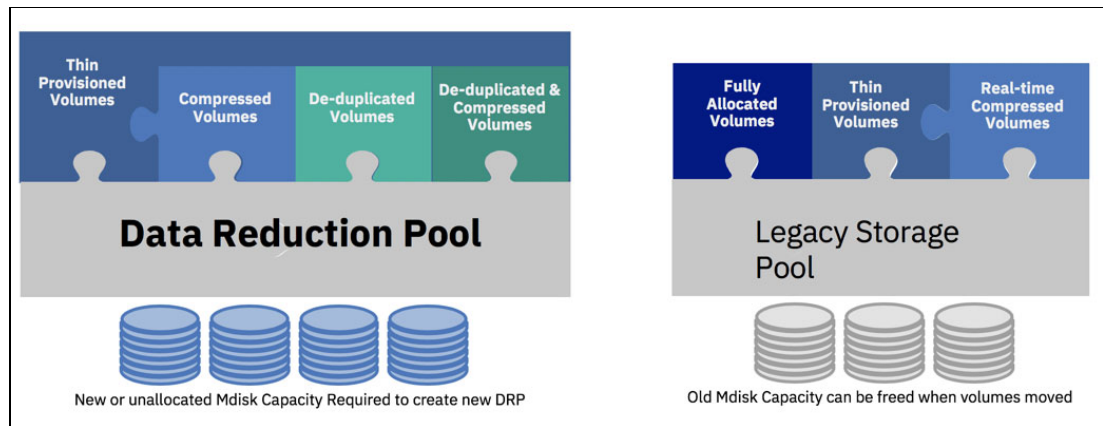 Thin
Provisioned
Volumes
Compressed
Volumes
De-duplicated
Volumes
De-duplicated &
Compressed
Volumes
Data Reduction Pool
New or unallocated Mdisk Capacity Required to create new DRP
Fully
Allocated
Volumes
Thin
Provisioned
Volumes
Real-time
Compressed
Volumes
Legacy Storage
Pool
Old Mdisk Capacity can be freed when volumes moved